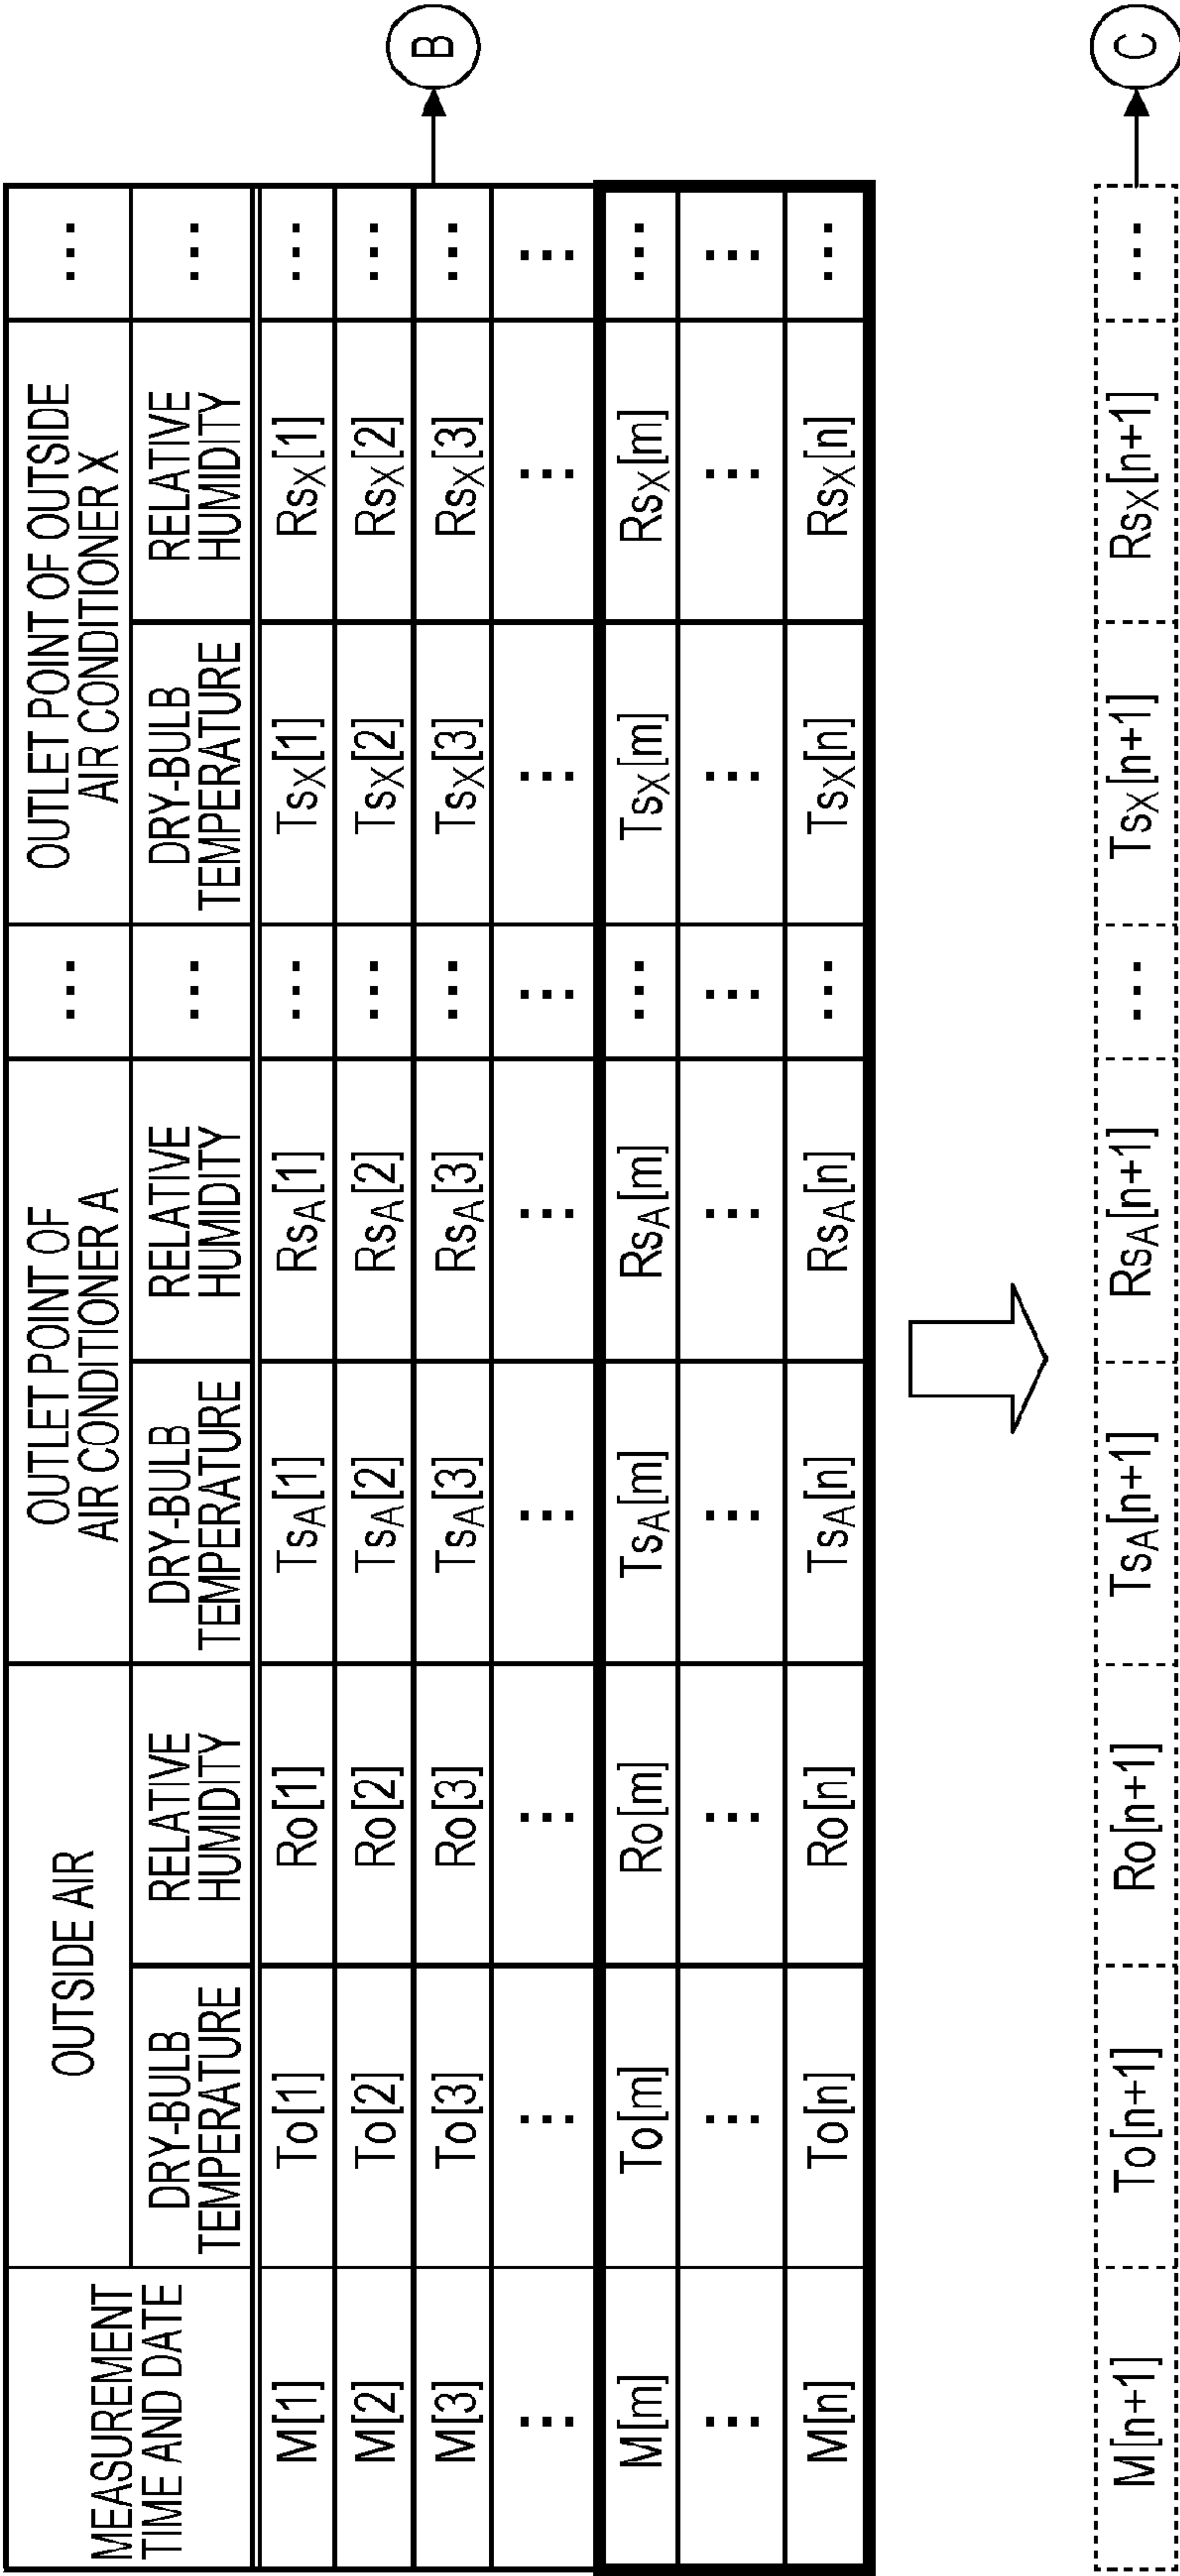 MEASUREMENT
TIME AND DATE
OUTSIDE AIR
OUTLET POINT OF
AIR CONDITIONER A
...
OUTLET POINT OF OUTSIDE
AIR CONDITIONER X
...
DRY-BULB
TEMPERATURE
RELATIVE
HUMIDITY
DRY-BULB
TEMPERATURE
RELATIVE
HUMIDITY
...
DRY-BULB
TEMPERATURE
RELATIVE
HUMIDITY
...
M[1] To[1] Ro[1] TsA[1] RsA[1] ... TsX[1] RsX[1] ...
M[2] To[2] Ro[2] TsA[2] RsA[2] ... TsX[2] RsX[2] ...
M[3] To[3] Ro[3] TsA[3] RsA[3] ... TsX[3] RsX[3] ...
B
... ... ... ... ... ... ... ... ...
M[m] To[m] Ro[m] TsA[m] RsA[m] ... TsX[m] RsX[m] ...
... ... ... ... ... ... ... ... ...
M[n] To[n] Ro[n] TsA[n] RsA[n] ... TsX[n] RsX[n] ...
M[n+1] To[n+1] Ro[n+1] TsA[n+1] RsA[n+1] ... TsX[n+1] RsX[n+1] ...
C